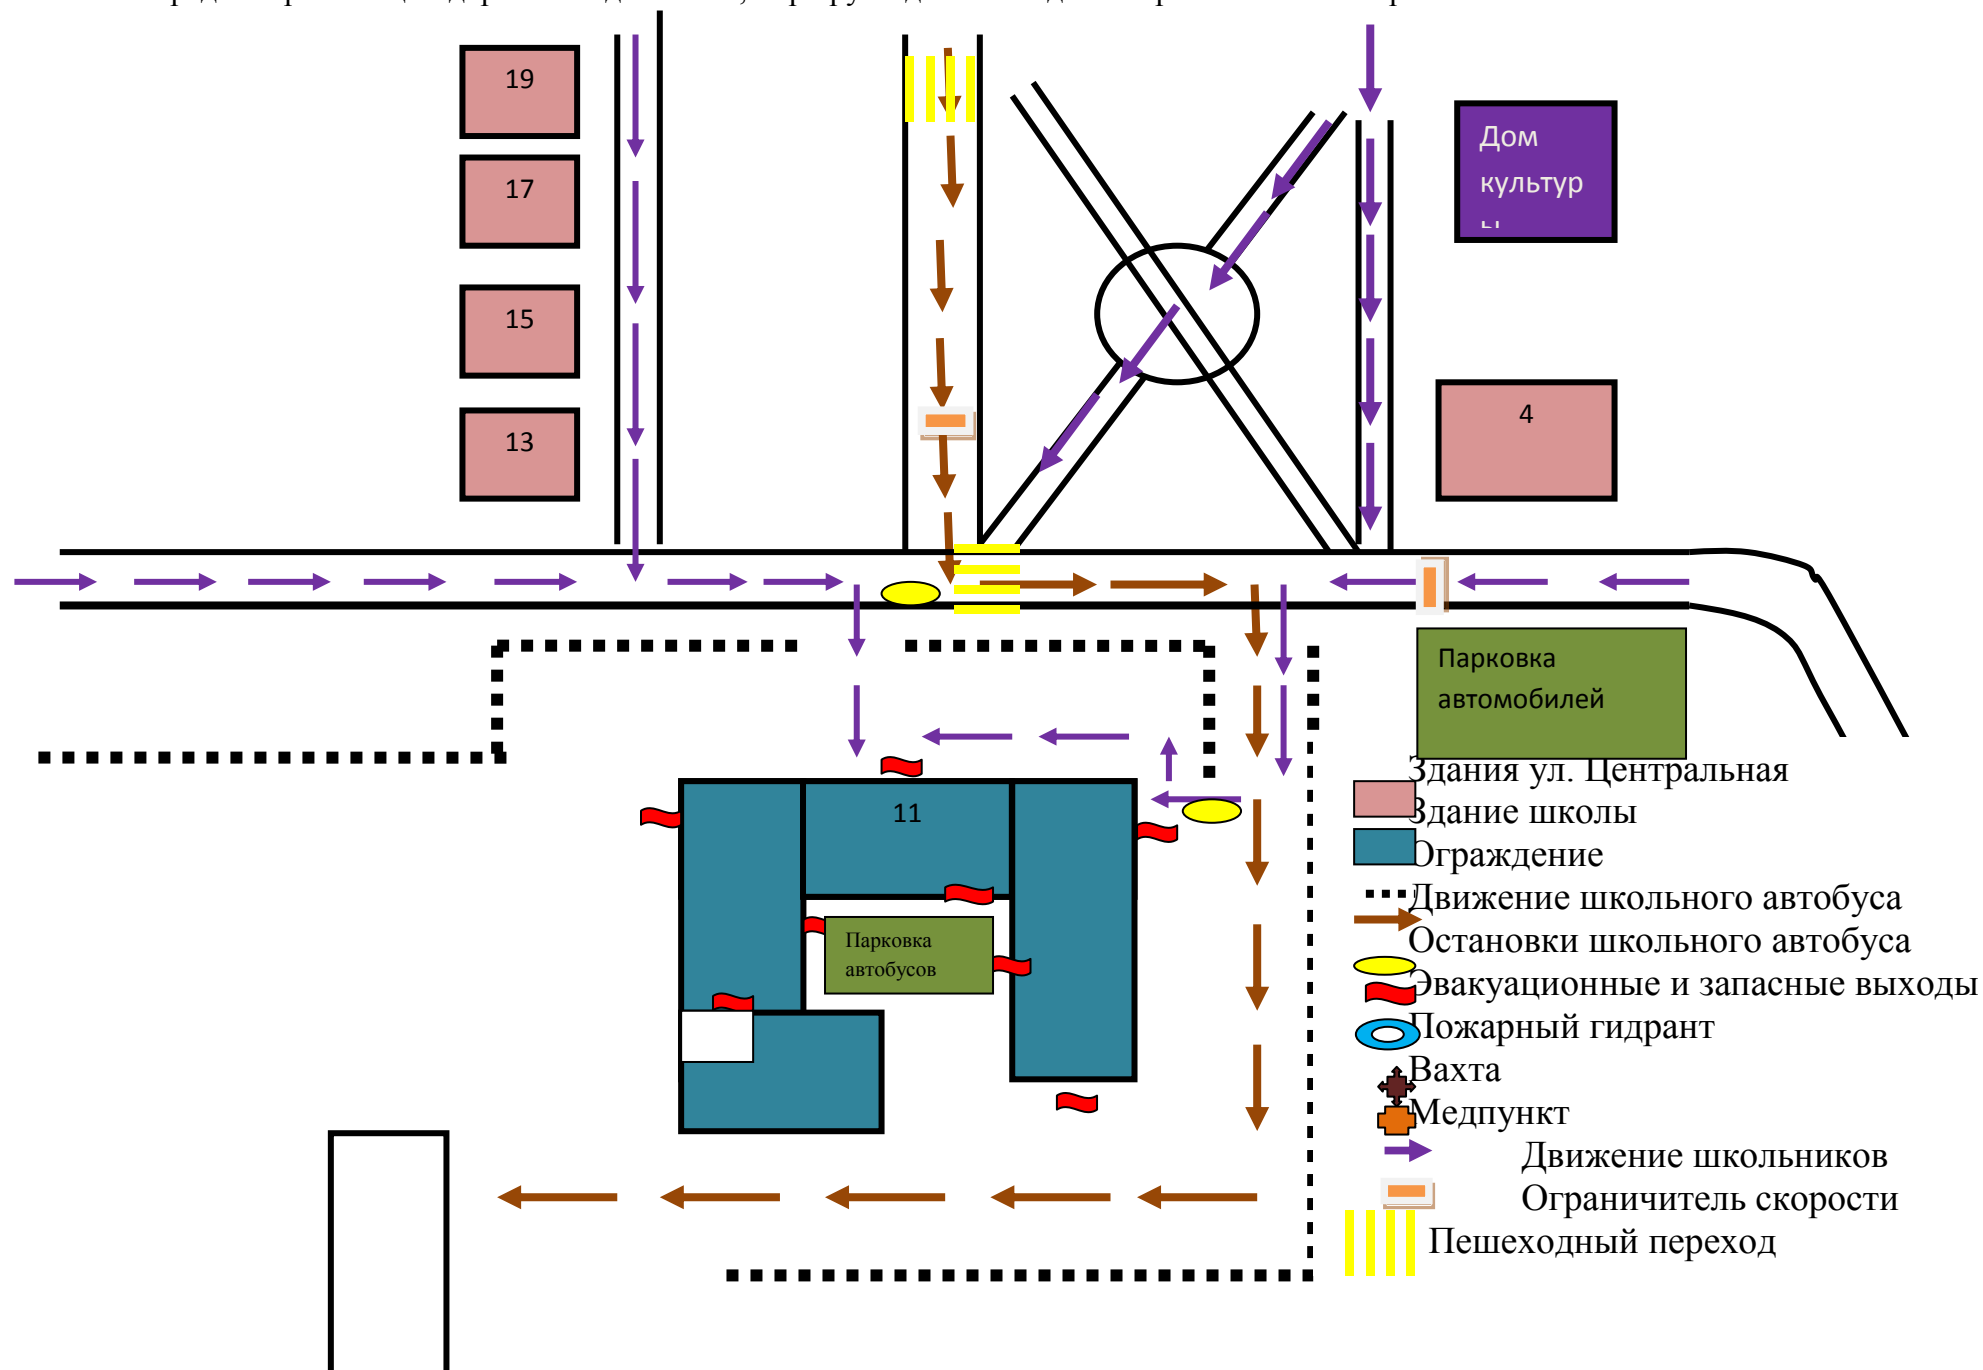 19
17
15
13
Дом
культур
4
Парковка
автомобилей
11
Парковка
автобусов
Здания ул. Центральная
Здание школы
Ограждение
Движение школьного автобуса
Остановки школьного автобуса
Эвакуационные и запасные выходы
Пожарный гидрант
Вахта
Медпункт
Движение школьников
Ограничитель скорости
Пешеходный переход